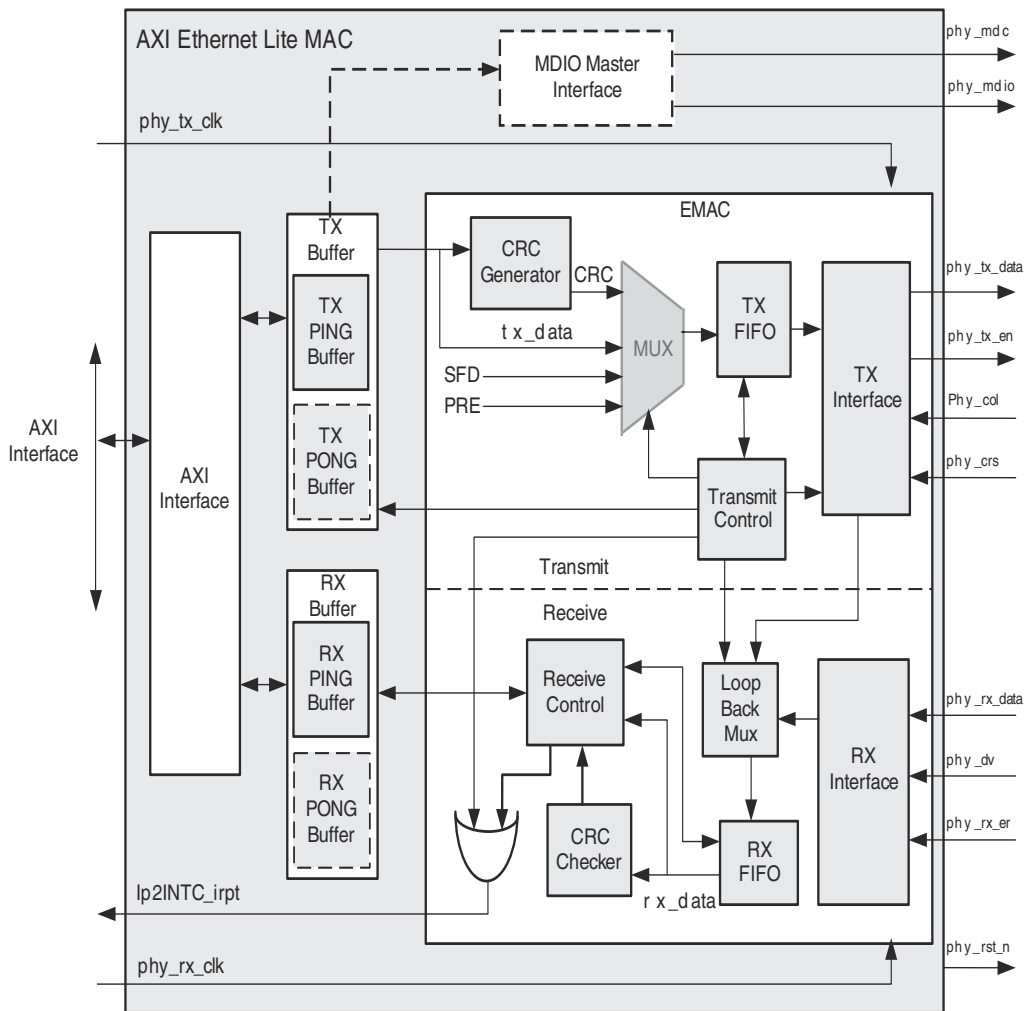 AXI Ethernet Lite MAC
MDIO Master
Interface
phy_mdc
phy_mdio
phy_tx_clk
EMAC
TX
Buffer
TX
PING
Buffer
TX
PONG
Buffer
CRC
Generator
CRC
tx_data
SFD
PRE
MUX
TX
FIFO
TX
Interface
phy_tx_data
phy_tx_en
Phy_col
phy_crs
AXI
Interface
AXI
Interface
Transmit
Control
Transmit
Receive
RX
Buffer
RX
PING
Buffer
RX
PONG
Buffer
Receive
Control
Loop
Back
Mux
RX
Interface
phy_rx_data
phy_dv
phy_rx_er
CRC
Checker
RX
FIFO
rx_data
Ip2INTC_irpt
phy_rx_clk
phy_rst_n